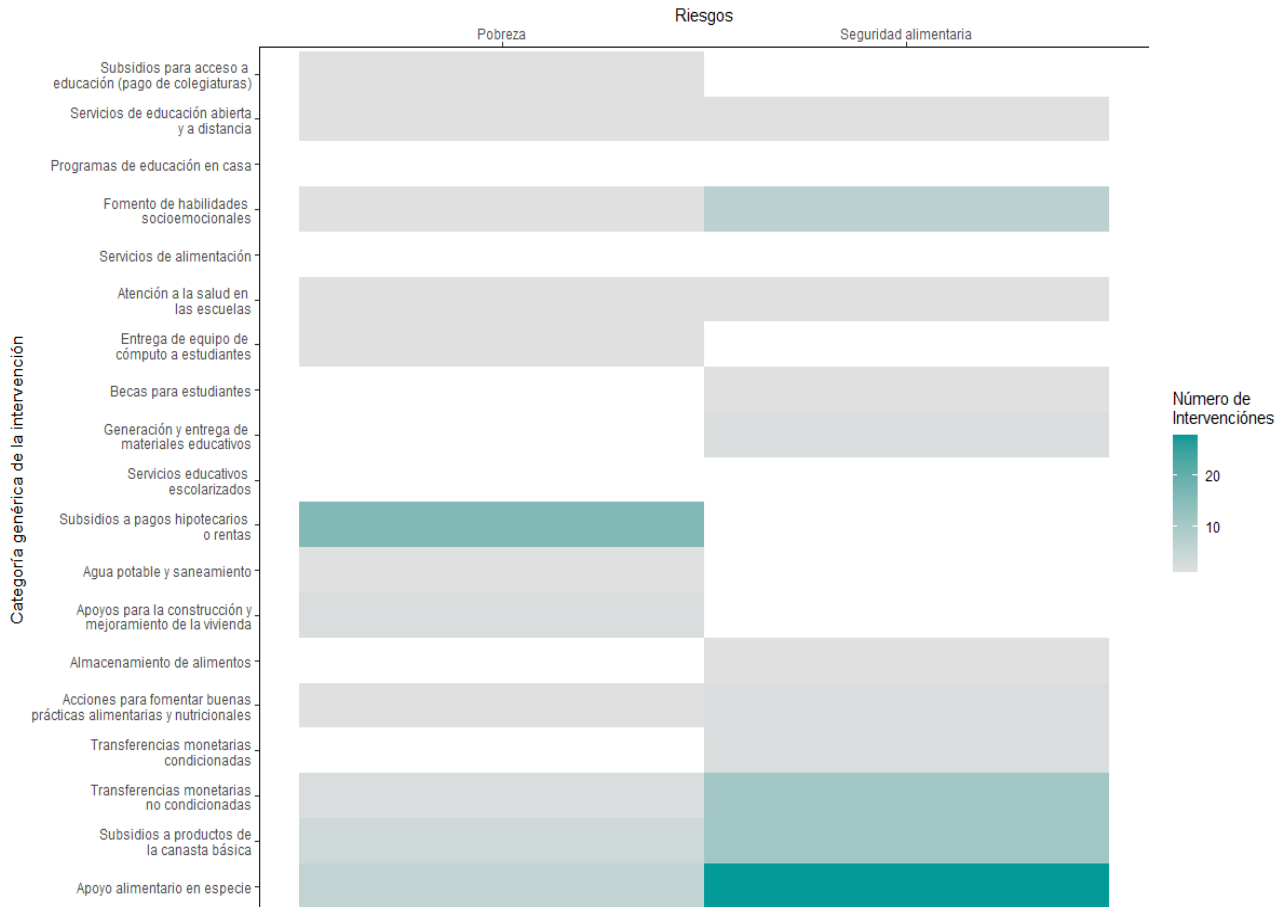 Riesgos
Pobreza
Seguridad alimentaria
Subsidios para acceso a
educación (pago de colegiaturas)
Servicios de educación abierta
y a distancia
Programas de educación en casa
Fomento de habilidades
socioemocionales
Servicios de alimentación
Atención a la salud en
las escuelas
Entrega de equipo de
cómputo a estudiantes
Becas para estudiantes
Generación y entrega de
materiales educativos
Servicios educativos
escolarizados
Subsidios a pagos hipotecarios
o rentas
Agua potable y saneamiento
Apoyos para la construcción y
mejoramiento de la vivienda
Almacenamiento de alimentos
Acciones para fomentar buenas
prácticas alimentarias y nutricionales
Transferencias monetarias
condicionadas
Transferencias monetarias
no condicionadas
Subsidios a productos de
la canasta básica
Apoyo alimentario en especie
Categoría genérica de la intervención
Número de
Intervenciónes
20
10